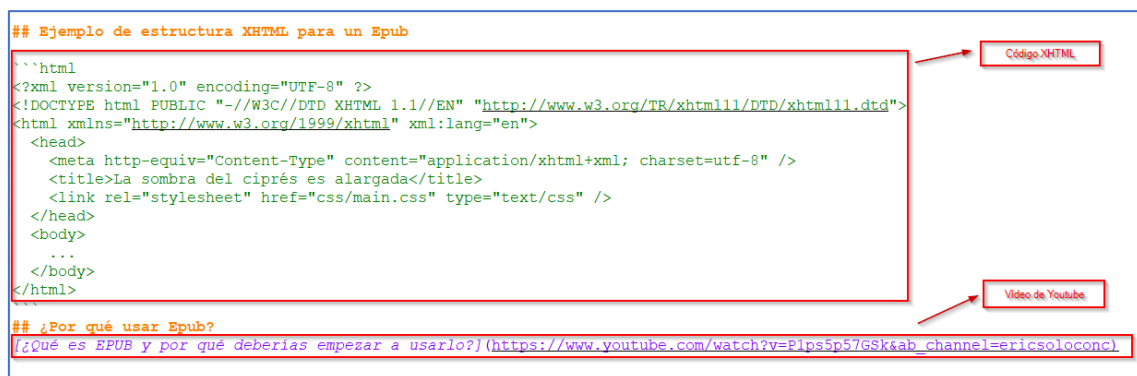 ## Ejemplo de estructura XHTML para un Epub
Código XHTML
```html
<?xml version="1.0" encoding="UTF-8" ?>
<!DOCTYPE html PUBLIC "-//W3C//DTD XHTML 1.1//EN" "http://www.w3.org/TR/xhtml11/DTD/xhtml11.dtd">
<html xmlns="http://www.w3.org/1999/xhtml" xml:lang="en">
  <head>
    <meta http-equiv="Content-Type" content="application/xhtml+xml; charset=utf-8" />
    <title>La sombra del ciprés es alargada</title>
    <link rel="stylesheet" href="css/main.css" type="text/css" />
  </head>
  <body>
    ...
  </body>
</html>
```
Vídeo de Youtube
## ¿Por qué usar Epub?
[¿Qué es EPUB y por qué deberías empezar a usarlo?](https://www.youtube.com/watch?v=P1ps5p57GSk&ab_channel=ericsoloconc)